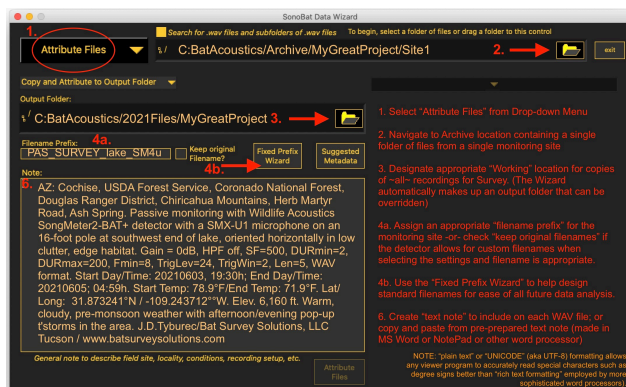 SonoBat Data Wizard
1.
Search for .wav files and subfolders of .wav files To begin, select a folder of files or drag a folder to this control
Attribute Files
C:BatAcoustics/Archive/MyGreatProject/Site1
2.
exit
Copy and Attribute to Output Folder
Output Folder:
C:BatAcoustics/2021Files/MyGreatProject
3.
Filename Prefix:
4a.
PAS_SURVEY_lake_SM4u
Keep original
Filename?
4b.
Fixed Prefix
Wizard
Suggested
Metadata
Note:
AZ: Cochise, USDA Forest Service, Coronado National Forest,
Douglas Ranger District, Chiricahua Mountains, Herb Martyr
Road, Ash Spring. Passive monitoring with Wildlife Acoustics
SongMeter2-BAT+ detector with a SMX-U1 microphone on an
16-foot pole at southwest end of lake, oriented horizontally in low
clutter, edge habitat. Gain = 0dB, HPF off, SF=500, DURmin=2,
DURmax=200, Fmin=8, TrigLev=24, TrigWin=2, Len=5, WAV
format. Start Day/Time: 20210603, 19:30h; End Day/Time:
20210605; 04:59h. Start Temp: 78.9°F/End Temp: 71.9°F. Lat/
Long: 31.873241°N / -109.243712°°W. Elev. 6,160 ft. Warm,
cloudy, pre-monsoon weather with afternoon/evening pop-up
t'storms in the area. J.D.Tyburec/Bat Survey Solutions, LLC
Tucson / www.batsurveysolutions.com
General note to describe field site, locality, conditions, recording setup, etc.
Attribute
Files
1. Select "Attribute Files" from Drop-down Menu
2. Navigate to Archive location containing a single
folder of files from a single monitoring site
3. Designate appropriate "Working" location for copies
of ~all~ recordings for Survey. (The Wizard
automatically makes up an output folder that can be
overridden)
4a. Assign an appropriate "filename prefix" for the
monitoring site -or- check "keep original filenames" if
the detector allows for custom filenames when
selecting the settings and filename is appropriate.
4b. Use the "Fixed Prefix Wizard" to help design
standard filenames for ease of all future data analysis.
6. Create "text note" to include on each WAV file; or
copy and paste from pre-prepared text note (made in
MS Word or NotePad or other word processor)
NOTE: "plain text" or "UNICODE" (aka UTF-8) formatting allows
any viewer program to accurately read special characters such as
degree signs better than "rich text formatting" employed by more
sophisticated word processors).